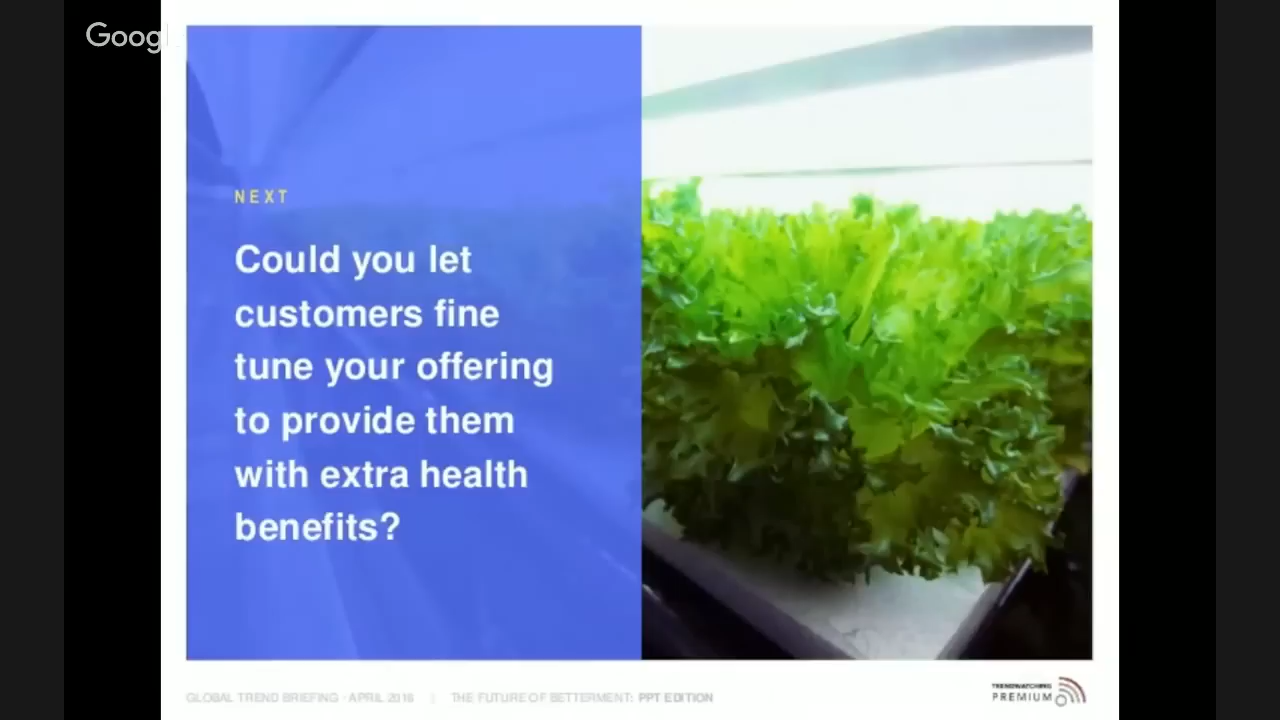 Goog
NEXT
Could you let
customers fine
tune your offering
to provide them
with extra health
benefits?
GLOBAL TREND BRIEFING · APRIL 2016 | THE FUTURE OF BETTERMENT: PPT EDITION
TRENDWATCHING
PREMIUM